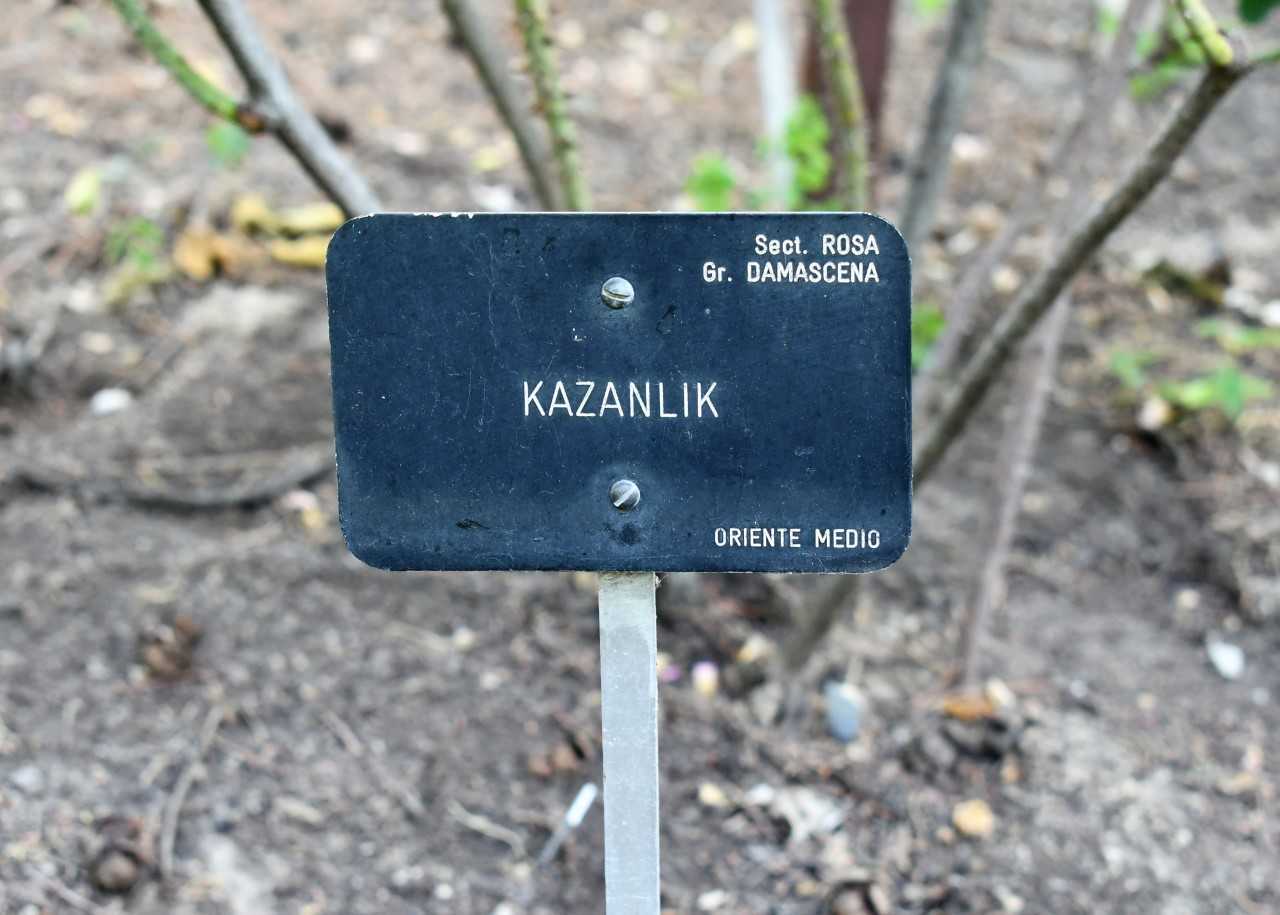 Sect. ROSA
Gr. DAMASCENA
KAZANLIK
ORIENTE MEDIO